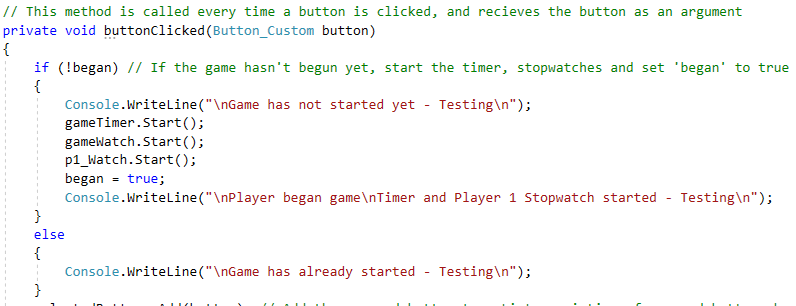 // This method is called every time a button is clicked, and recieves the button as an argument
private void buttonClicked(Button_Custom button)
{
if (!began) // If the game hasn't begun yet, start the timer, stopwatches and set 'began' to true
{
Console.WriteLine("\nGame has not started yet - Testing\n");
gameTimer.Start();
gameWatch.Start();
p1_Watch.Start();
began = true;
Console.WriteLine("\nPlayer began game\nTimer and Player 1 Stopwatch started - Testing\n");
}
else
{
Console.WriteLine("\nGame has already started - Testing\n");
}